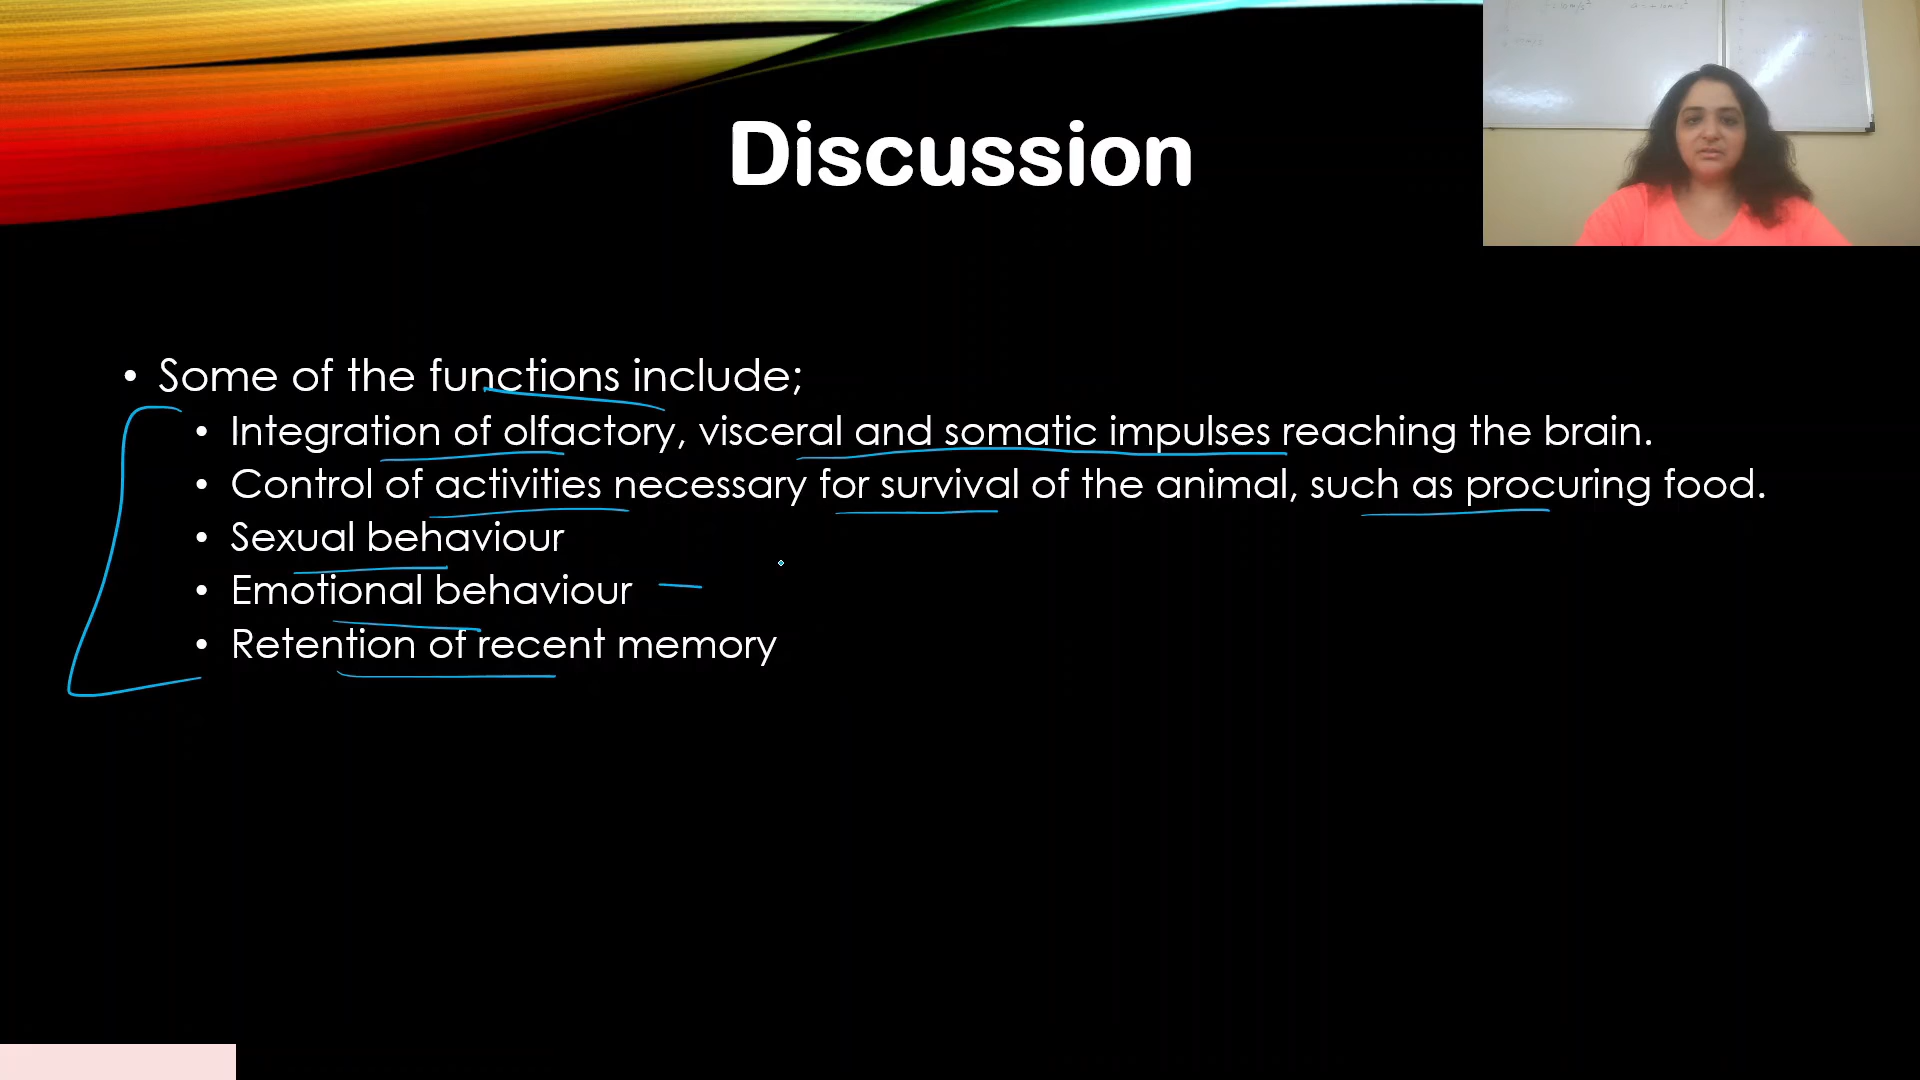 Discussion
• Some of the functions include;
• Integration of olfactory, visceral and somatic impulses reaching the brain.
• Control of activities necessary for survival of the animal, such as procuring food.
• Sexual behaviour
• Emotional behaviour
• Retention of recent memory